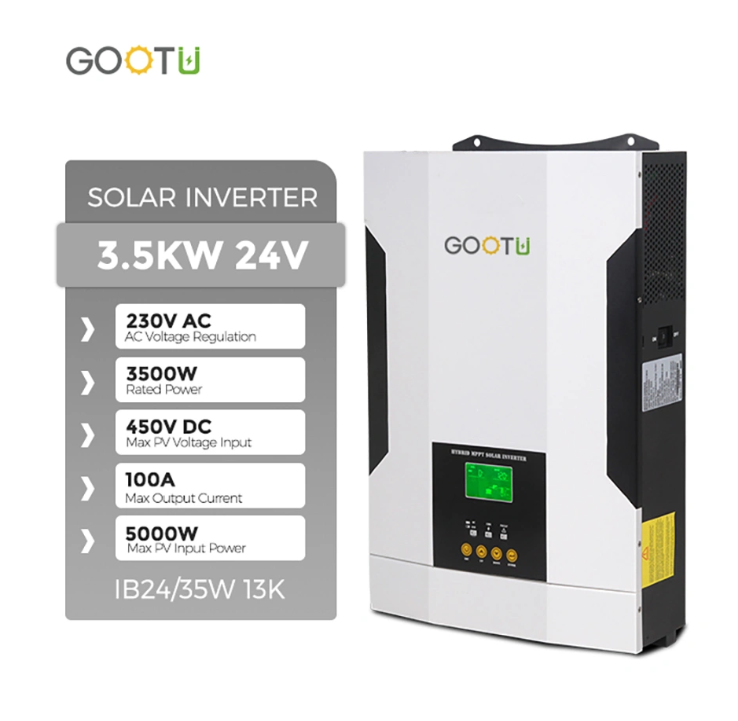 GOOTU
SOLAR INVERTER
3.5KW 24V
230V AC
AC Voltage Regulation
3500W
Rated Power
450V DC
Max PV Voltage Input
100A
Max Output Current
5000W
Max PV Input Power
IB24/35W 13K
GOOTU
HYBRID MPPT SOLAR INVERTER